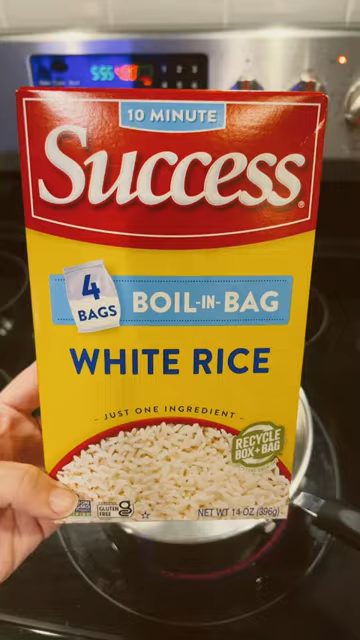 10 MINUTE
Success®
4
BAGS
BOIL-IN-BAG
WHITE RICE
- JUST ONE INGREDIENT -
RECYCLE
BOX+BAG
GLUTEN
FREE
NET WT 14 OZ (396g)